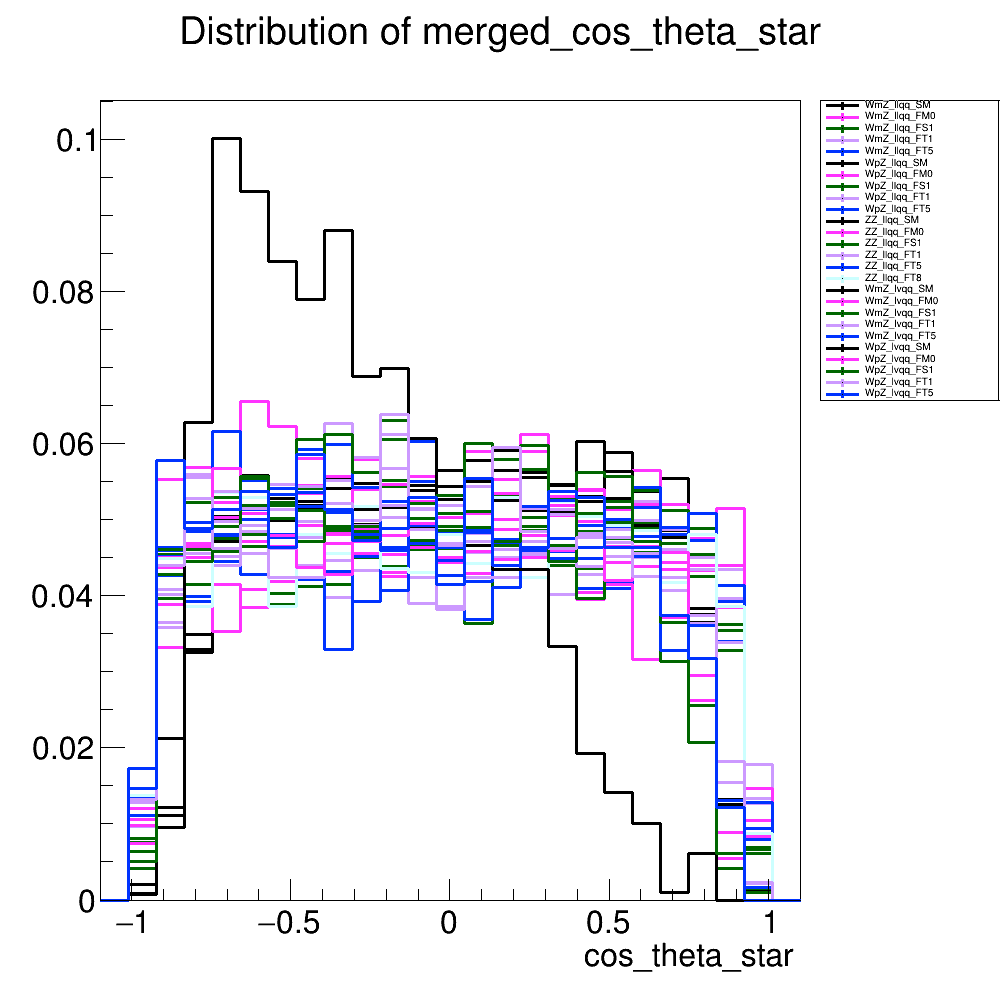 Distribution of merged_cos_theta_star
WmZ_llqq_SM
WmZ_llqq_FM0
WmZ_llqq_FS1
WmZ_llqq_FT1
WmZ_llqq_FT5
WpZ_llqq_SM
WpZ_llqq_FM0
WpZ_llqq_FS1
WpZ_llqq_FT1
WpZ_llqq_FT5
ZZ_llqq_SM
ZZ_llqq_FM0
ZZ_llqq_FS1
ZZ_llqq_FT1
ZZ_llqq_FT5
ZZ_llqq_FT8
WmZ_lvqq_SM
WmZ_lvqq_FM0
WmZ_lvqq_FS1
WmZ_lvqq_FT1
WmZ_lvqq_FT5
WpZ_lvqq_SM
WpZ_lvqq_FM0
WpZ_lvqq_FS1
WpZ_lvqq_FT1
WpZ_lvqq_FT5
0.1
0.08
0.06
0.04
0.02
0
−1 −0.5 0 0.5 1
cos_theta_star